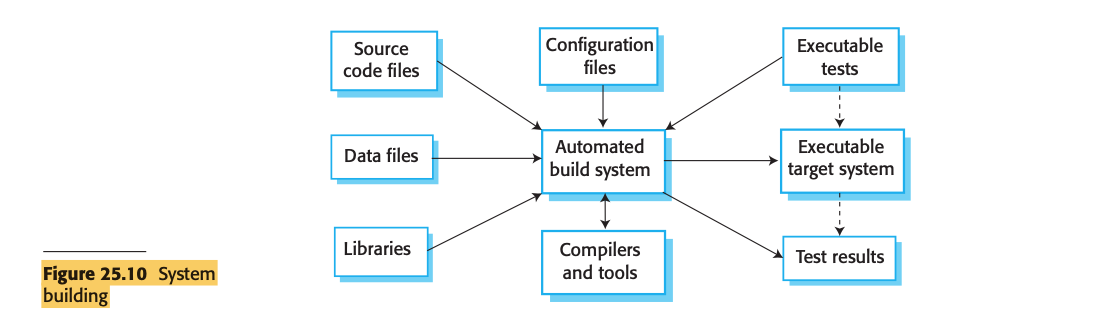 Source
code files
Configuration
files
Executable
tests
Data files
Automated
build system
Executable
target system
Libraries
Compilers
and tools
Test results
Figure 25.10 System
building